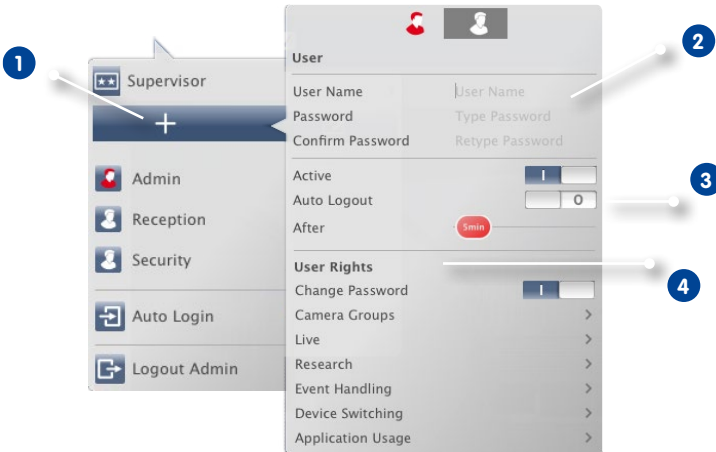 1
Supervisor
+
Admin
Reception
Security
Auto Login
Logout Admin
User
User Name User Name
Password Type Password
Confirm Password Retype Password
Active I
Auto Logout O
After 5min
User Rights
Change Password I
Camera Groups >
Live >
Research >
Event Handling >
Device Switching >
Application Usage >
2
3
4